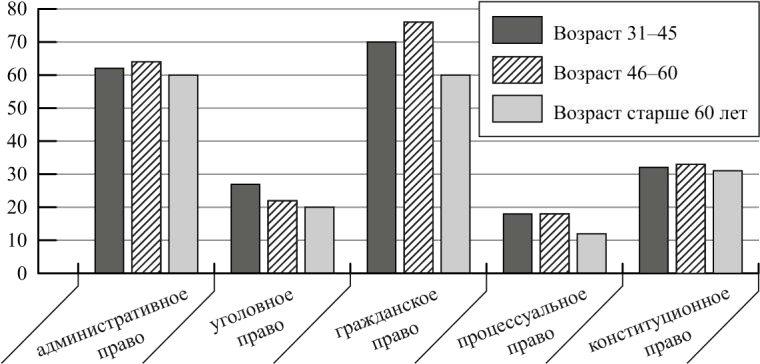 80
70
60
50
40
30
20
10
0
Возраст 31–45
Возраст 46–60
Возраст старше 60 лет
административное
право
уголовное
право
гражданское
право
процессуальное
право
конституционное
право